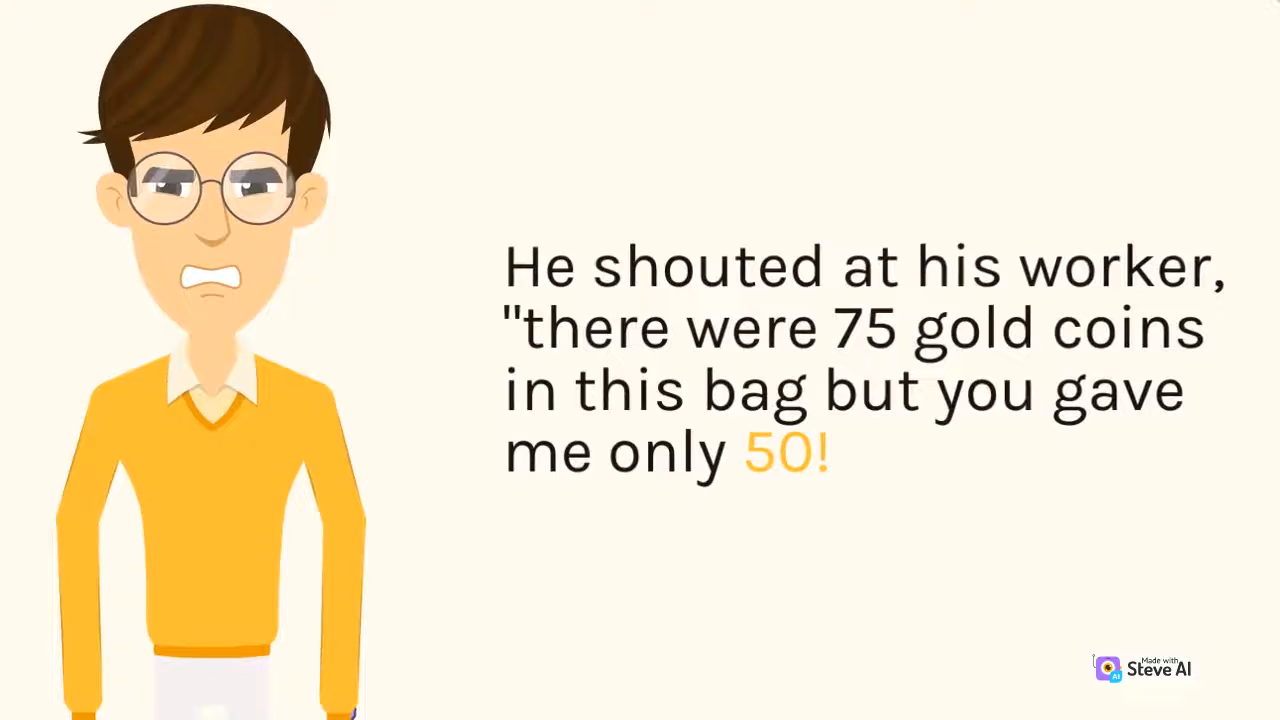 He shouted at his worker,
"there were 75 gold coins
in this bag but you gave
me only 50!
Made with
Steve AI
AI